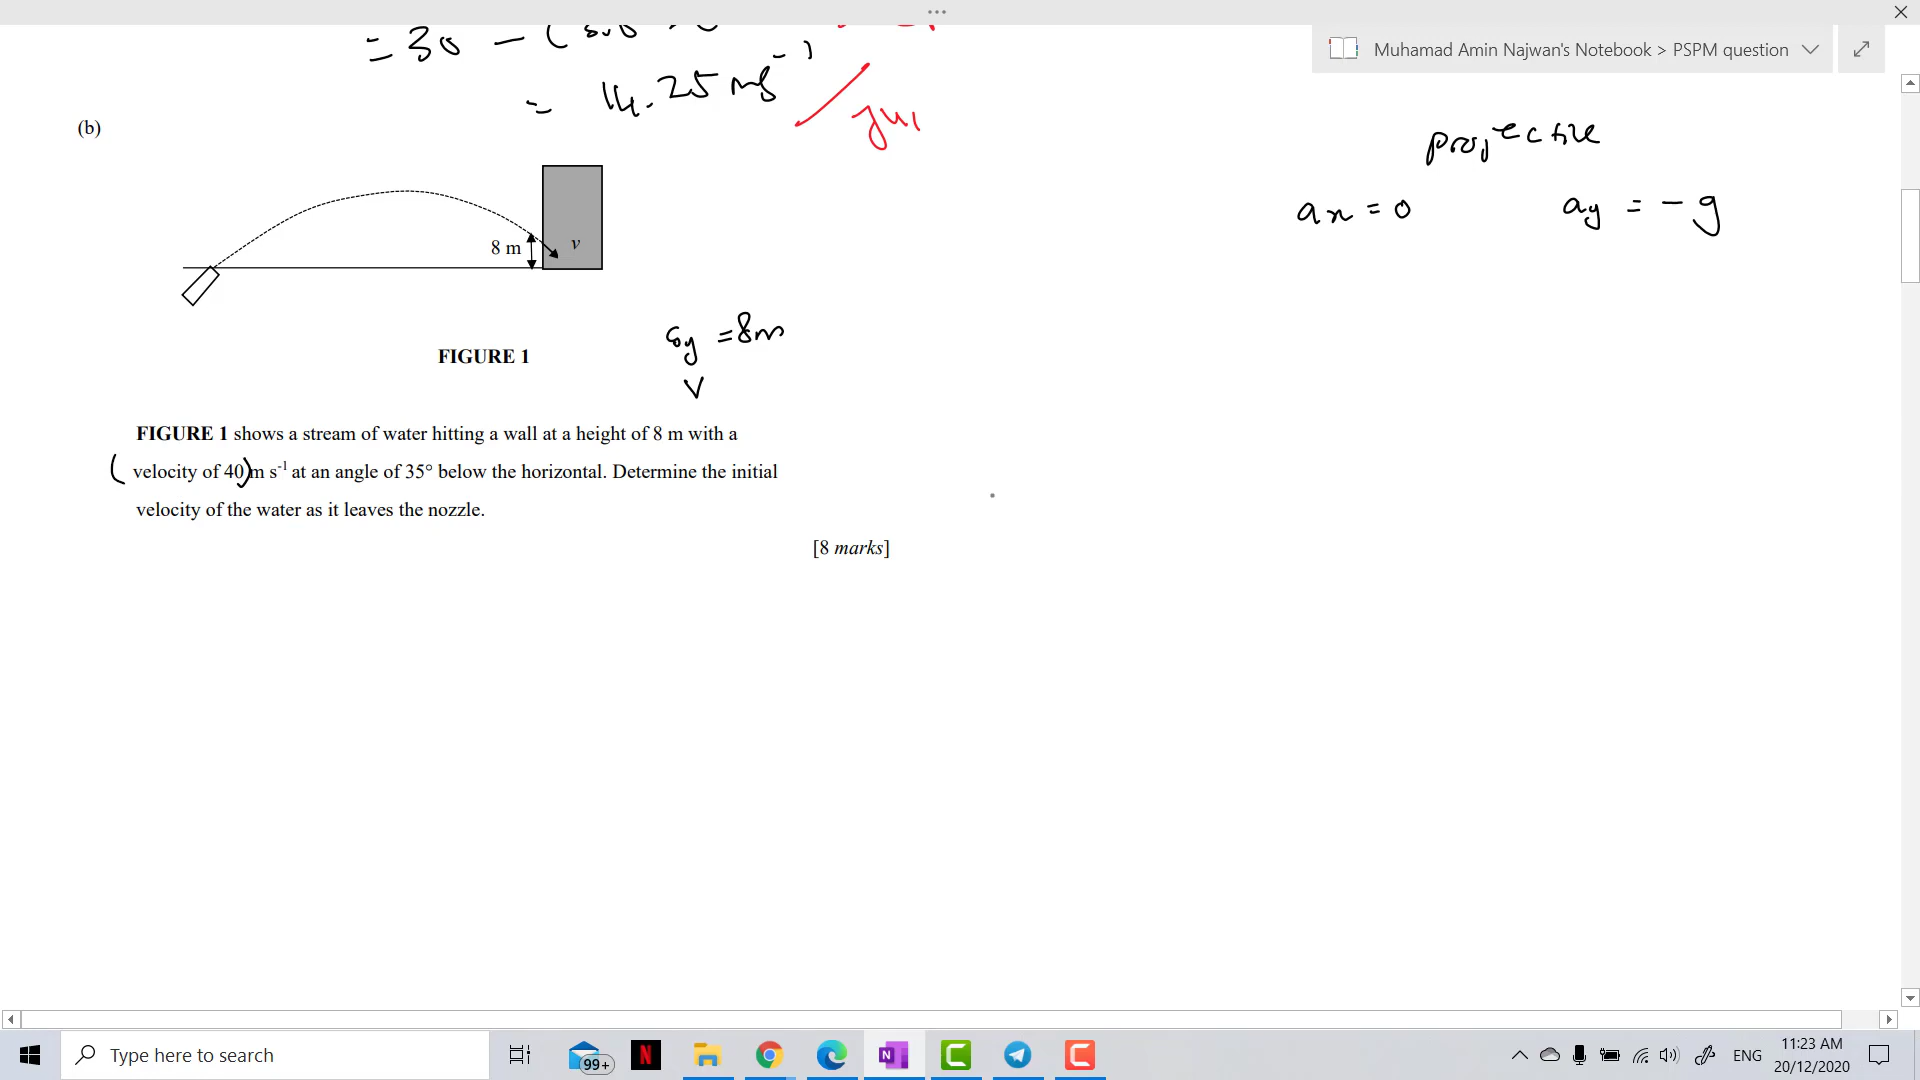 Muhamad Amin Najwan's Notebook > PSPM question
= 30 -
= 14.25 ms⁻¹
(b)
projectile
ax = 0
ay = - g
8 m
v
FIGURE 1
sy = 8m
v
FIGURE 1 shows a stream of water hitting a wall at a height of 8 m with a
(velocity of 40)m s⁻¹ at an angle of 35° below the horizontal. Determine the initial
velocity of the water as it leaves the nozzle.
[8 marks]
Type here to search
99+
N
N
C
C
ENG
11:23 AM
20/12/2020